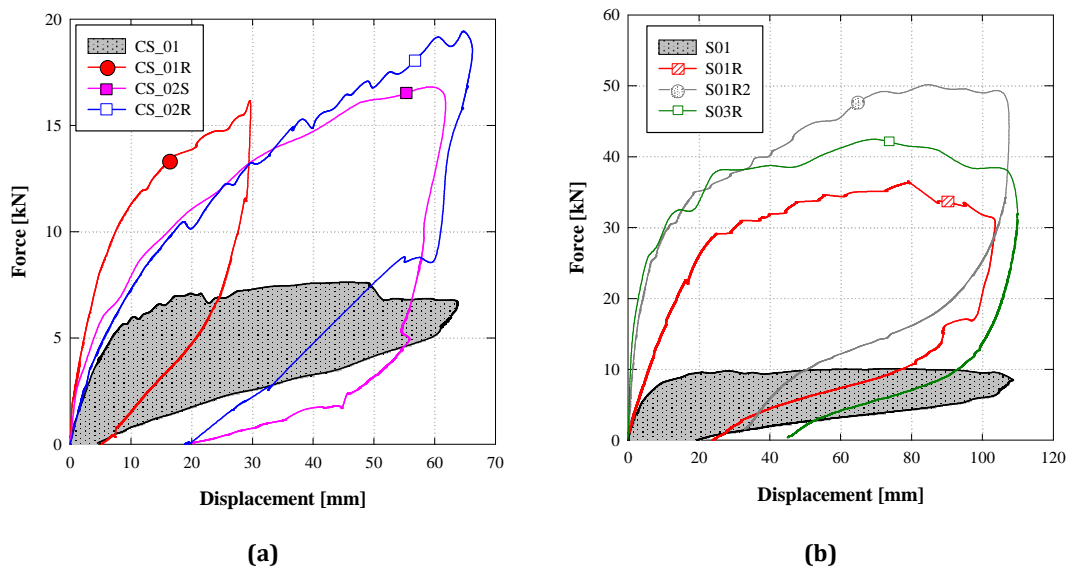 20
15
10
5
0
0 10 20 30 40 50 60 70
Force [kN]
Displacement [mm]
CS_01
CS_01R
CS_02S
CS_02R
(a)
60
50
40
30
20
10
0
0 20 40 60 80 100 120
Force [kN]
Displacement [mm]
S01
S01R
S01R2
S03R
(b)